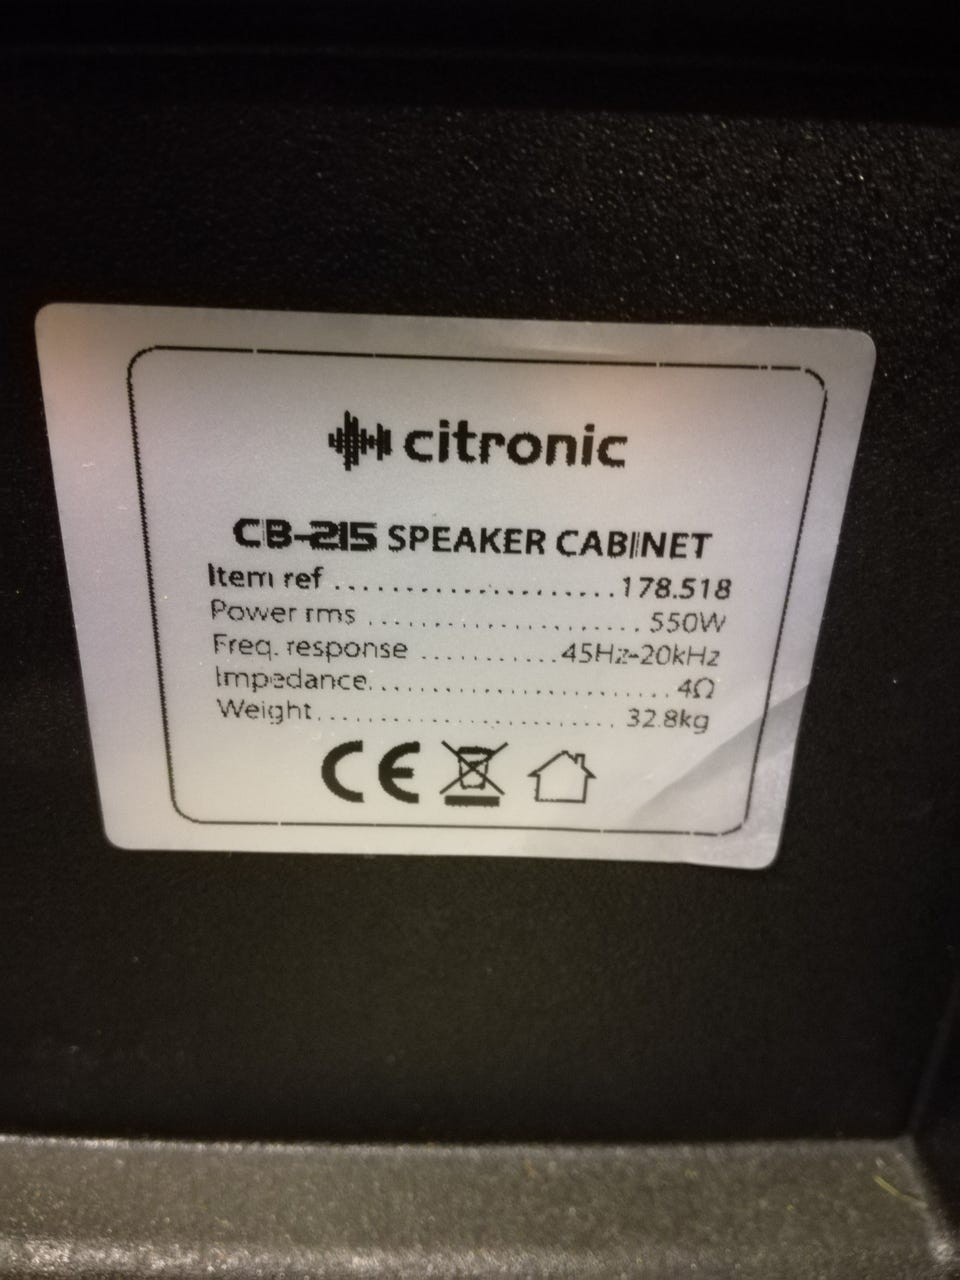 citronic
CB-215 SPEAKER CABINET
Item ref ........................ 178.518
Power rms ........................ 550W
Freq. response ............ 45Hz-20kHz
Impedance ........................ 4Ω
Weight ........................ 32.8kg
CE